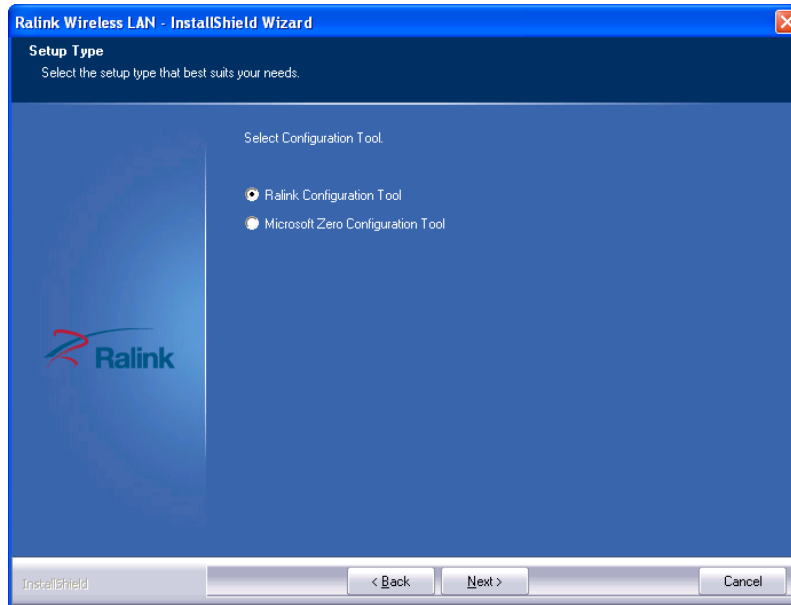 Ralink Wireless LAN - InstallShield Wizard
Setup Type
Select the setup type that best suits your needs.
Select Configuration Tool.
Ralink Configuration Tool
Microsoft Zero Configuration Tool
Ralink
InstallShield
< Back
Next >
Cancel